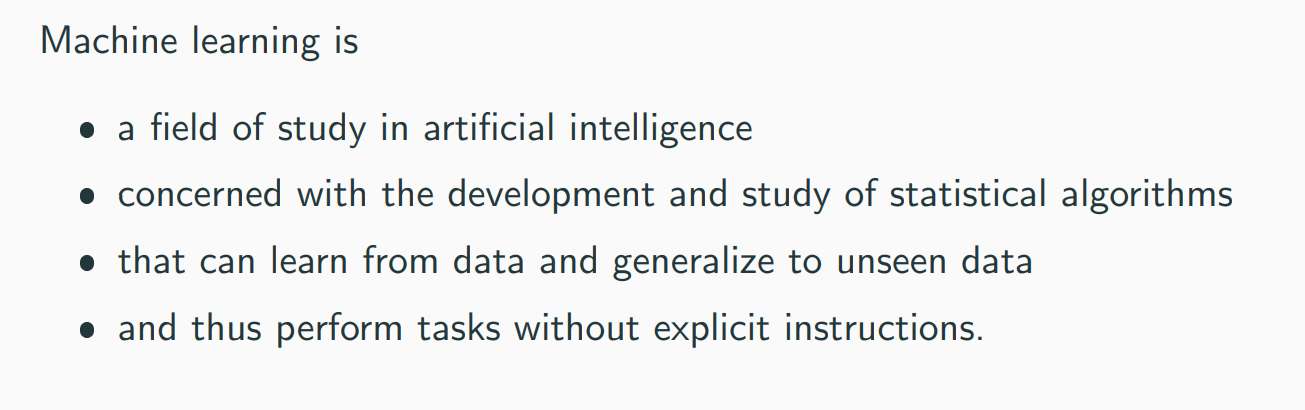 Machine learning is
• a field of study in artificial intelligence
• concerned with the development and study of statistical algorithms
• that can learn from data and generalize to unseen data
• and thus perform tasks without explicit instructions.